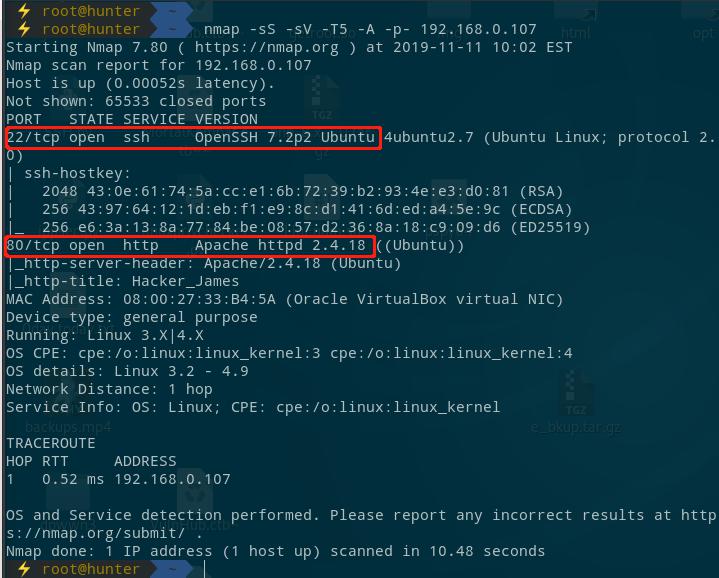 root@hunter ~
root@hunter ~ nmap -sS -sV -T5 -A -p- 192.168.0.107
Starting Nmap 7.80 ( https://nmap.org ) at 2019-11-11 10:02 EST
Nmap scan report for 192.168.0.107
Host is up (0.00052s latency).
Not shown: 65533 closed ports
PORT   STATE SERVICE VERSION
22/tcp open  ssh     OpenSSH 7.2p2 Ubuntu 4ubuntu2.7 (Ubuntu Linux; protocol 2.
0)
| ssh-hostkey:
|   2048 43:0e:61:74:5a:cc:e1:6b:72:39:b2:93:4e:e3:d0:81 (RSA)
|   256 43:97:64:12:1d:eb:f1:e9:8c:d1:41:6d:ed:a4:5e:9c (ECDSA)
|_  256 e6:3a:13:8a:77:84:be:08:57:d2:36:8a:18:c9:09:d6 (ED25519)
80/tcp open  http    Apache httpd 2.4.18 ((Ubuntu))
|_http-server-header: Apache/2.4.18 (Ubuntu)
|_http-title: Hacker_James
MAC Address: 08:00:27:33:B4:5A (Oracle VirtualBox virtual NIC)
Device type: general purpose
Running: Linux 3.X|4.X
OS CPE: cpe:/o:linux:linux_kernel:3 cpe:/o:linux:linux_kernel:4
OS details: Linux 3.2 - 4.9
Network Distance: 1 hop
Service Info: OS: Linux; CPE: cpe:/o:linux:linux_kernel
backups.mp4
e_bkup.tar.gz
TRACEROUTE
HOP RTT     ADDRESS
1   0.52 ms 192.168.0.107
OS and Service detection performed. Please report any incorrect results at http
s://nmap.org/submit/ .
Nmap done: 1 IP address (1 host up) scanned in 10.48 seconds
root@hunter ~
html
opt
TGZ
TGZ